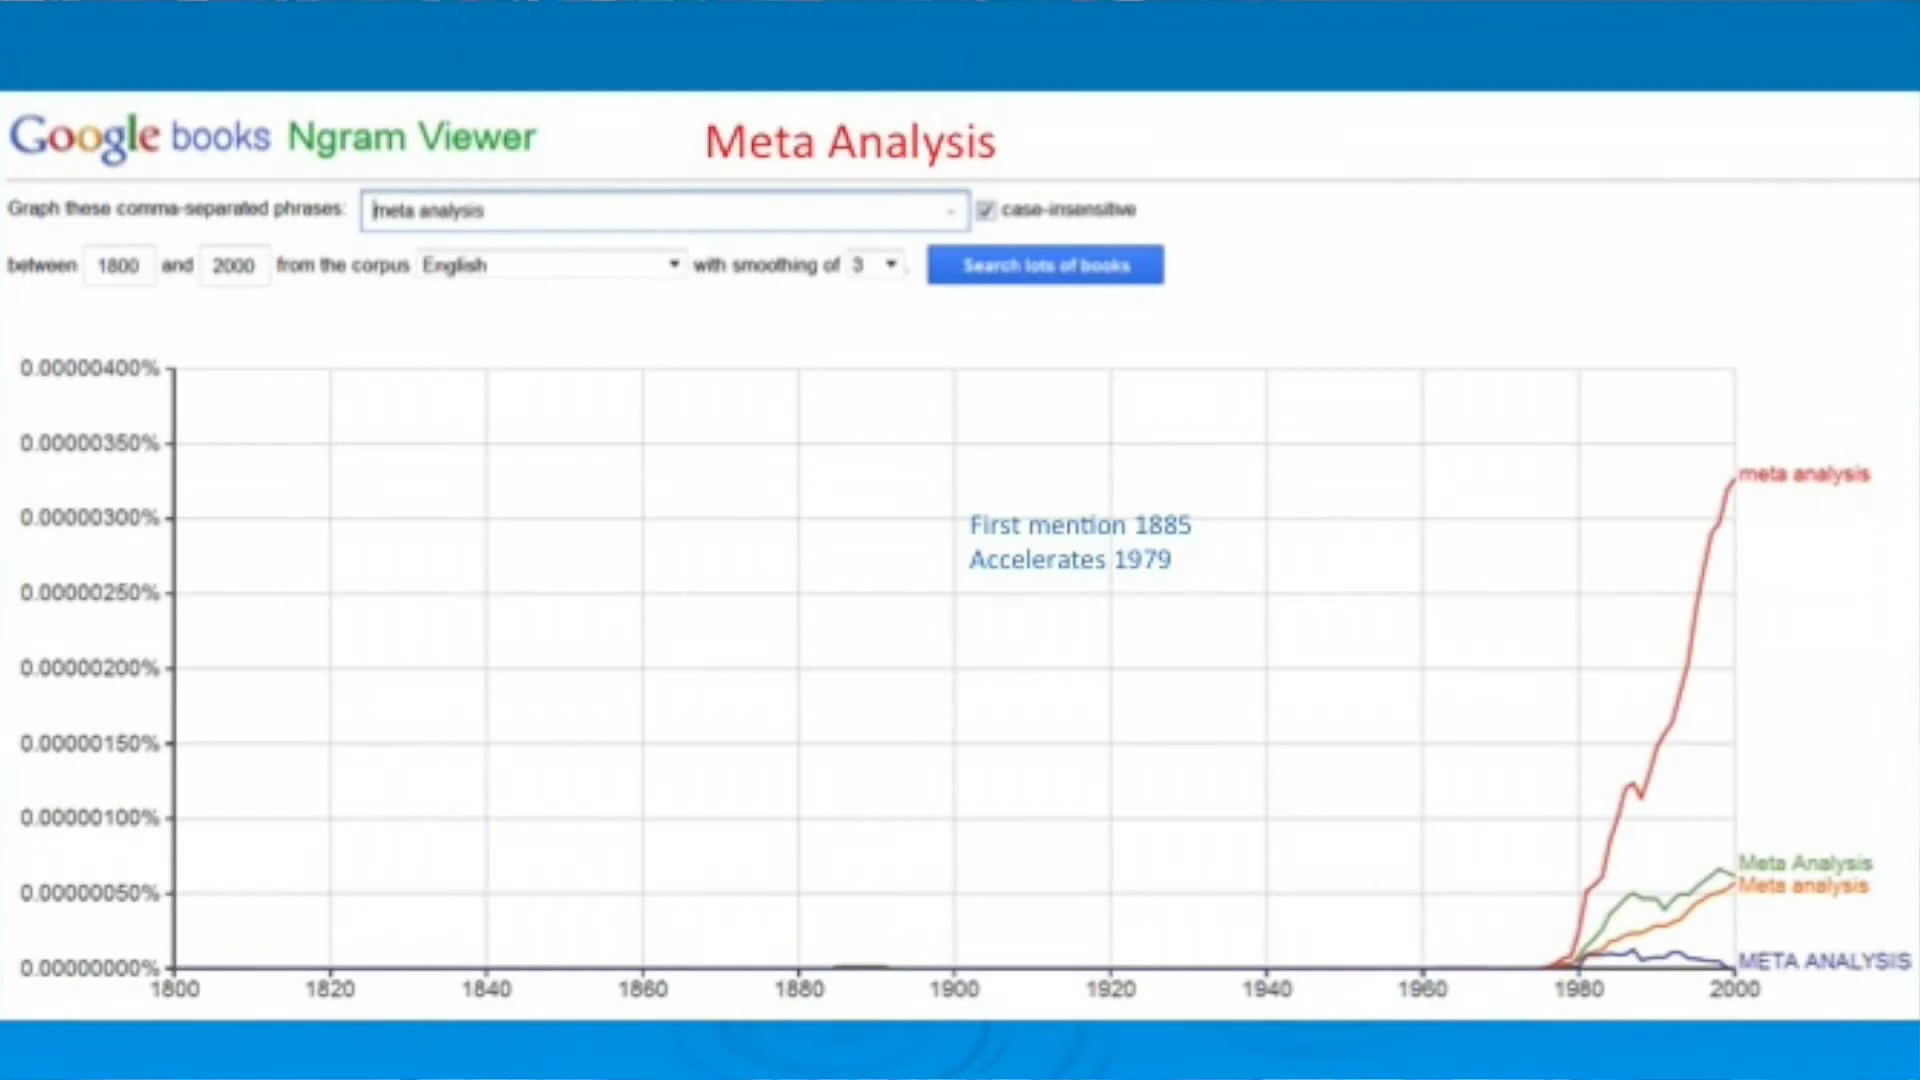 Google books Ngram Viewer
Meta Analysis
Graph these comma-separated phrases: meta analysis case-insensitive
between 1800 and 2000 from the corpus English with smoothing of 3 . Search lots of books
0.00000400%
0.00000350%
0.00000300%
0.00000250%
0.00000200%
0.00000150%
0.00000100%
0.00000050%
0.00000000%
First mention 1885
Accelerates 1979
meta analysis
Meta Analysis
Meta analysis
META ANALYSIS
1800 1820 1840 1860 1880 1900 1920 1940 1960 1980 2000